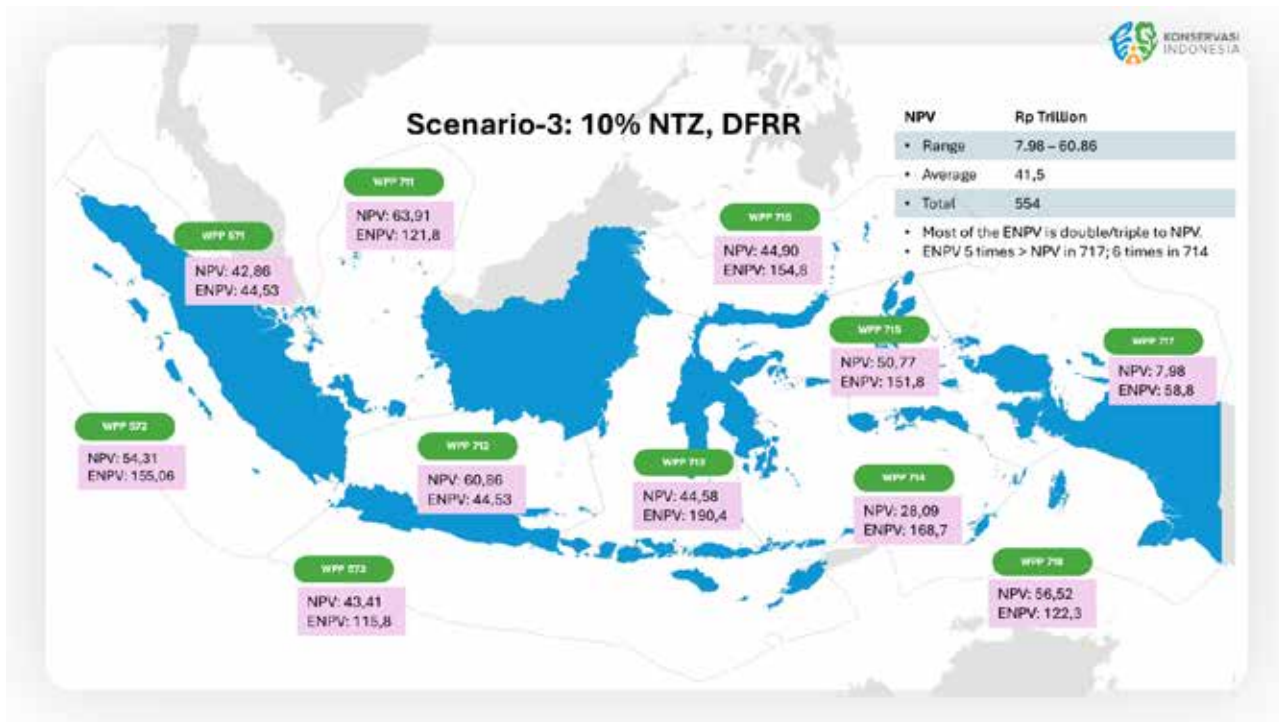 KONSERVASI
INDONESIA
Scenario-3: 10% NTZ, DFRR
NPV Rp Trillion
• Range 7.98 – 60.86
• Average 41,5
• Total 554
• Most of the ENPV is double/triple to NPV.
• ENPV 5 times > NPV in 717; 6 times in 714
WPP 711
NPV: 63,91
ENPV: 121,8
WPP 571
NPV: 42,86
ENPV: 44,53
WPP 716
NPV: 44,90
ENPV: 154,8
WPP 715
NPV: 50,77
ENPV: 151,8
WPP 717
NPV: 7,98
ENPV: 58,8
WPP 572
NPV: 54,31
ENPV: 155,06
WPP 712
NPV: 60,86
ENPV: 44,53
WPP 713
NPV: 44,58
ENPV: 190,4
WPP 714
NPV: 28,09
ENPV: 168,7
WPP 573
NPV: 43,41
ENPV: 115,8
WPP 718
NPV: 56,52
ENPV: 122,3